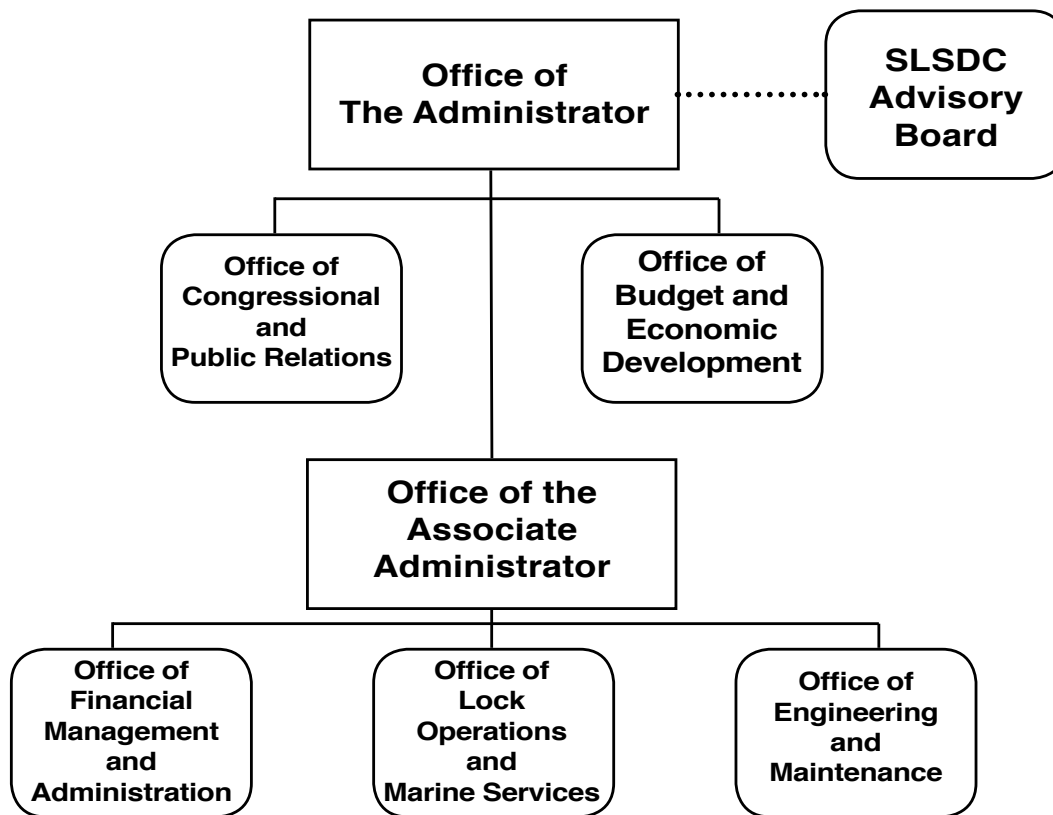 Office of
The Administrator
SLSDC
Advisory
Board
Office of
Congressional
and
Public Relations
Office of
Budget and
Economic
Development
Office of the
Associate
Administrator
Office of
Financial
Management
and
Administration
Office of
Lock
Operations
and
Marine Services
Office of
Engineering
and
Maintenance